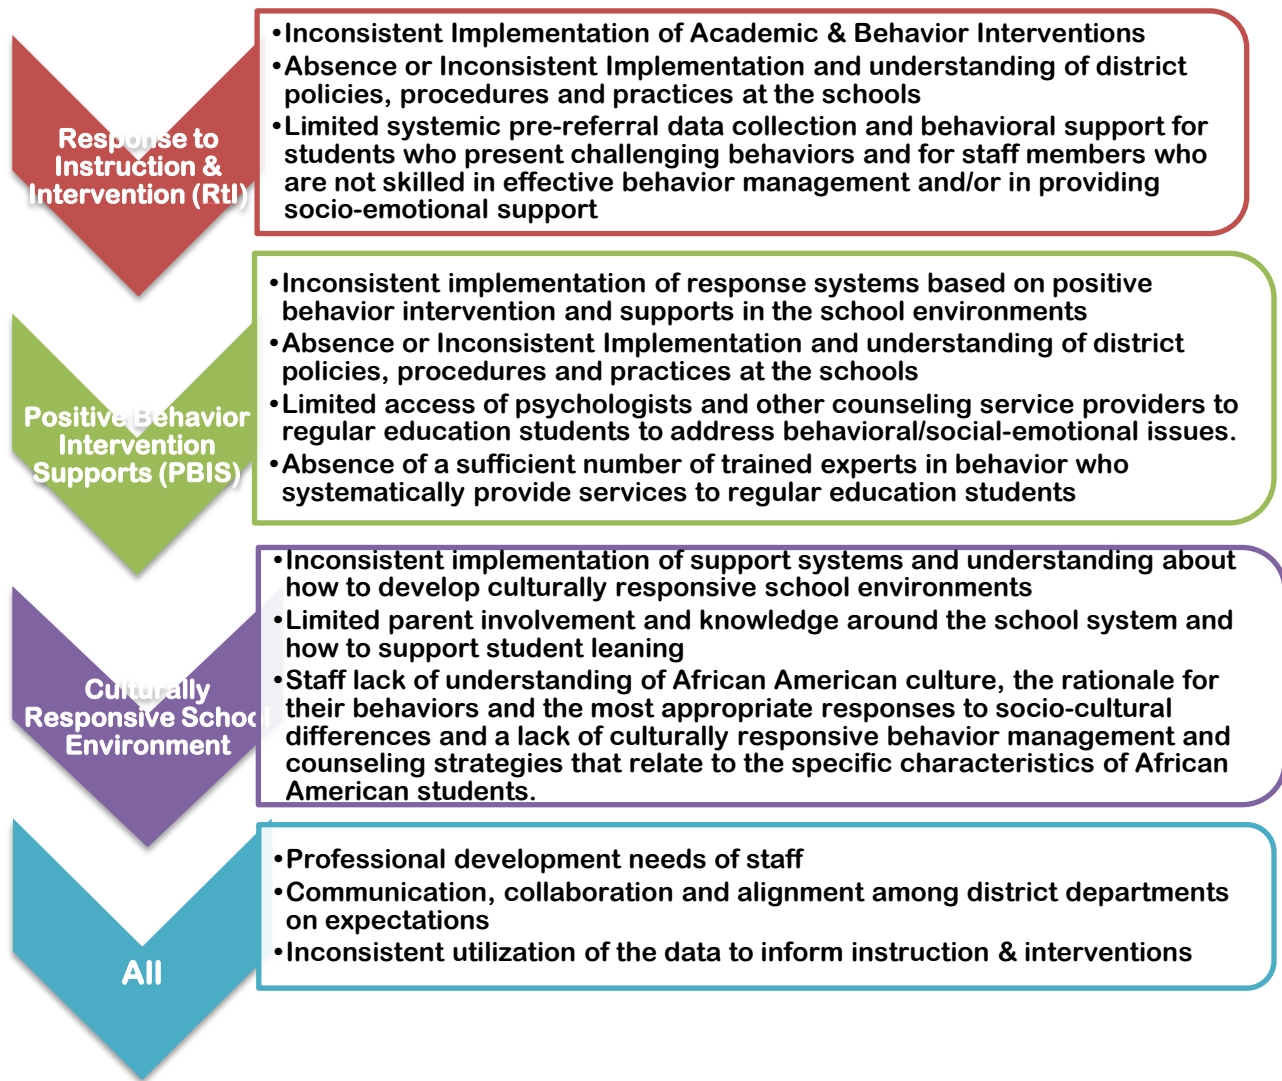 Response to
Instruction &
Intervention (RtI)
•Inconsistent Implementation of Academic & Behavior Interventions
•Absence or Inconsistent Implementation and understanding of district
policies, procedures and practices at the schools
•Limited systemic pre-referral data collection and behavioral support for
students who present challenging behaviors and for staff members who
are not skilled in effective behavior management and/or in providing
socio-emotional support
Positive Behavior
Intervention
Supports (PBIS)
•Inconsistent implementation of response systems based on positive
behavior intervention and supports in the school environments
•Absence or Inconsistent Implementation and understanding of district
policies, procedures and practices at the schools
•Limited access of psychologists and other counseling service providers to
regular education students to address behavioral/social-emotional issues.
•Absence of a sufficient number of trained experts in behavior who
systematically provide services to regular education students
Culturally
Responsive School
Environment
•Inconsistent implementation of support systems and understanding about
how to develop culturally responsive school environments
•Limited parent involvement and knowledge around the school system and
how to support student leaning
•Staff lack of understanding of African American culture, the rationale for
their behaviors and the most appropriate responses to socio-cultural
differences and a lack of culturally responsive behavior management and
counseling strategies that relate to the specific characteristics of African
American students.
All
•Professional development needs of staff
•Communication, collaboration and alignment among district departments
on expectations
•Inconsistent utilization of the data to inform instruction & interventions